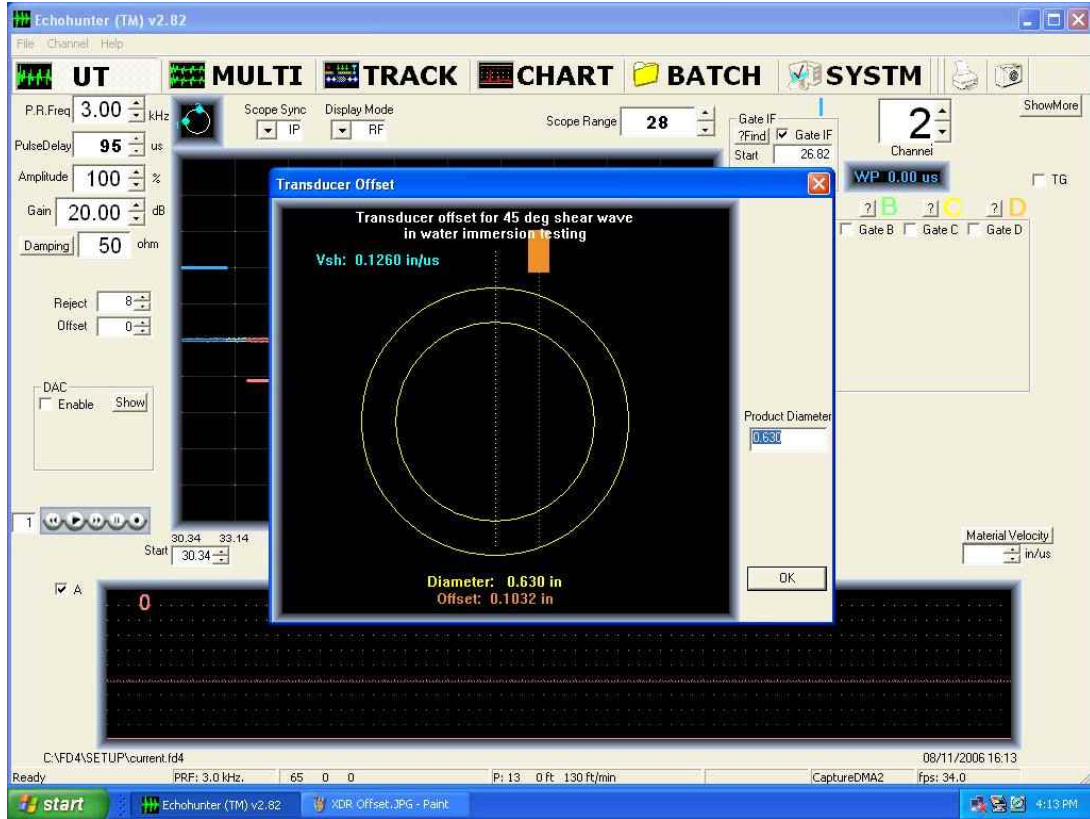 Echohunter (TM) v2.82
File Channel Help
UT MULTI TRACK CHART BATCH SYSTM
P.R.Freq 3.00 kHz
Scope Sync
IP
Display Mode
RF
Scope Range 28
Gate IF
?Find Gate IF
Start 26.82
2
Channel
ShowMore
PulseDelay 95 us
Amplitude 100 %
WP 0.00 us
TG
Gain 20.00 dB
? B ? C ? D
Gate B Gate C Gate D
Damping 50 ohm
Reject 8
Offset 0
DAC
Enable Show
Transducer Offset
Transducer offset for 45 deg shear wave
in water immersion testing
Vsh: 0.1260 in/us
Product Diameter
0.630
Diameter: 0.630 in
Offset: 0.1032 in
OK
1
30.34 33.14
Start 30.34
Material Velocity
in/us
A
0
C:\FD4\SETUP\current.fd4
08/11/2006 16:13
Ready PRF: 3.0 kHz. 65 0 0 P: 13 0 ft 130 ft/min CaptureDMA2 fps: 34.0
start Echohunter (TM) v2.82 XDR Offset.JPG - Paint 4:13 PM